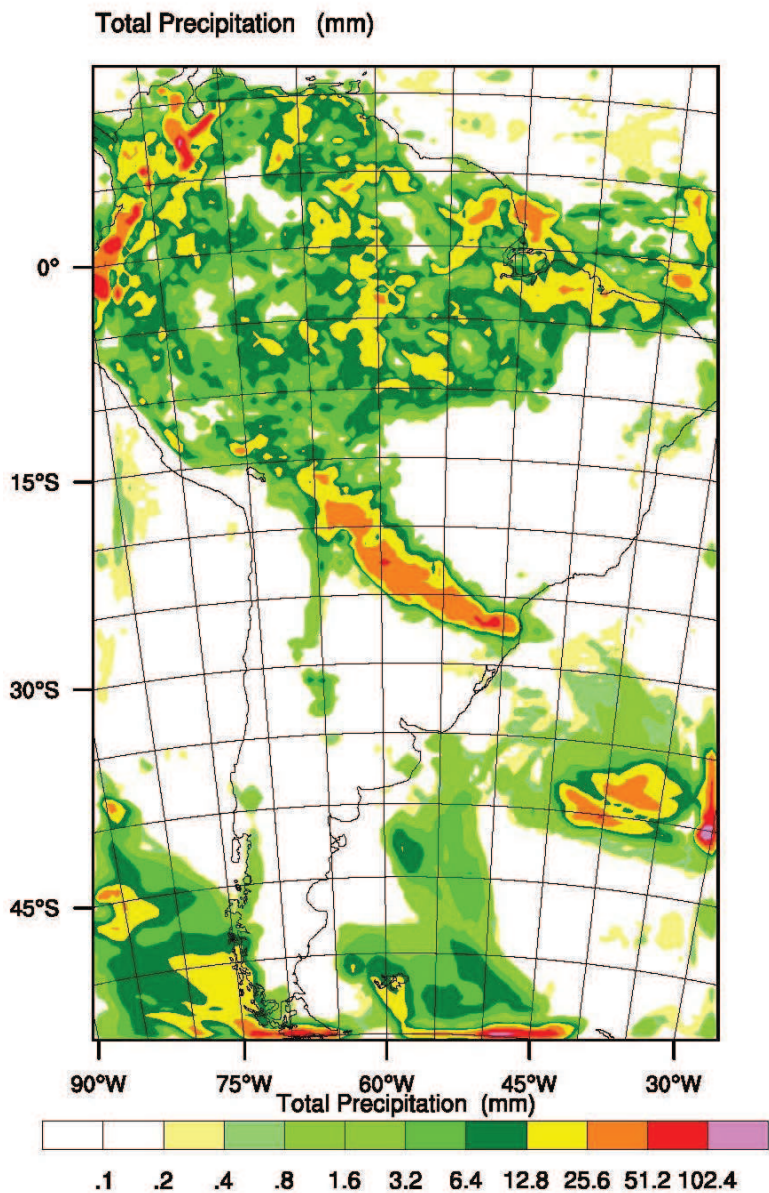 Total Precipitation (mm)
0°
15°S
30°S
45°S
90°W 75°W 60°W 45°W 30°W
Total Precipitation (mm)
.1 .2 .4 .8 1.6 3.2 6.4 12.8 25.6 51.2 102.4